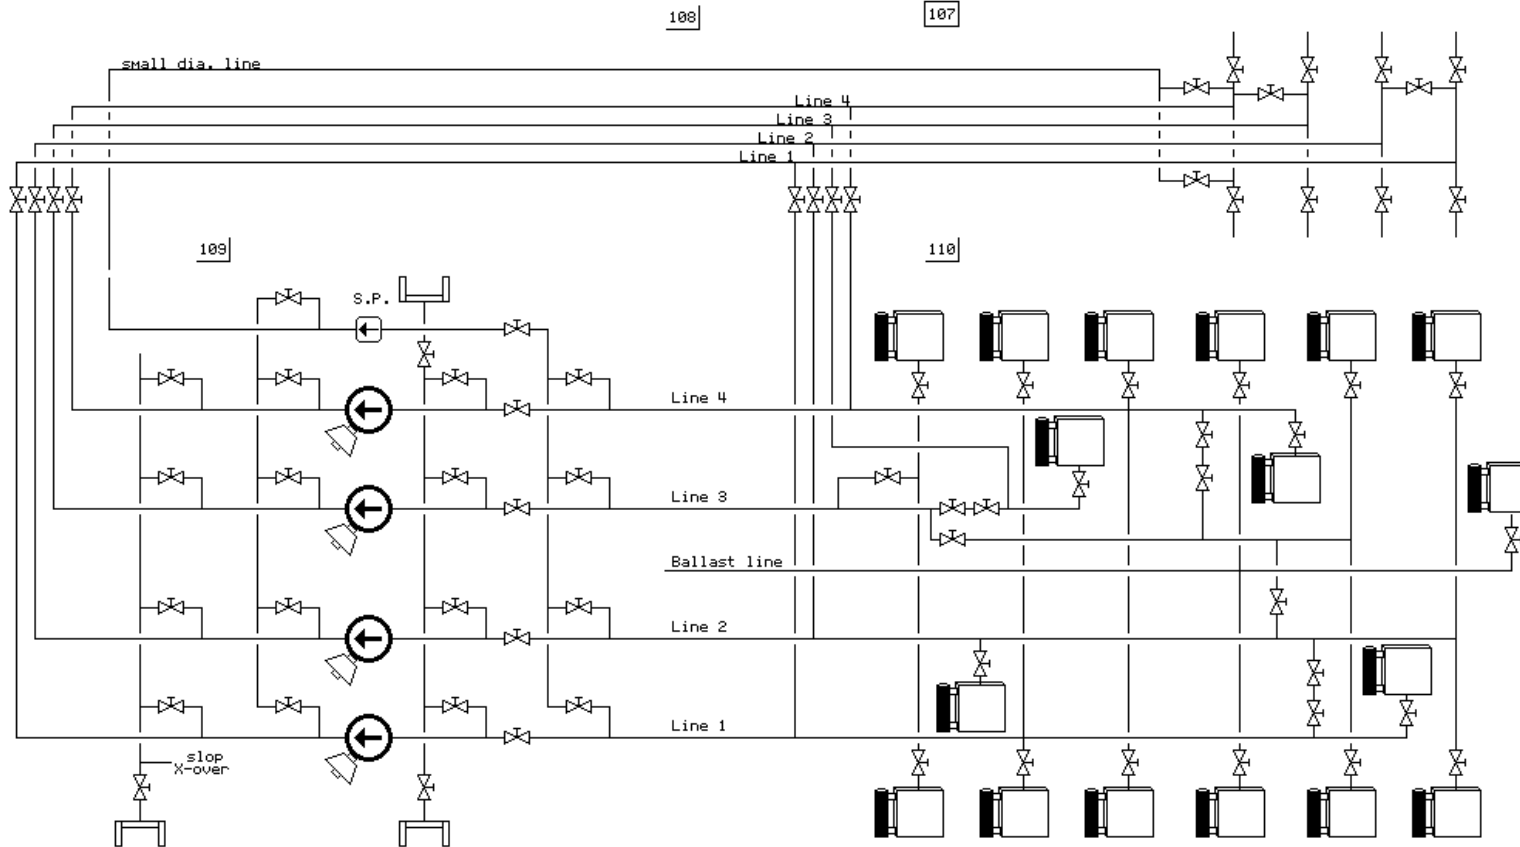 108
107
small dia. line
Line 4
Line 3
Line 2
Line 1
109
110
S.P.
Line 4
Line 3
Ballast line
Line 2
Line 1
slop
X-over